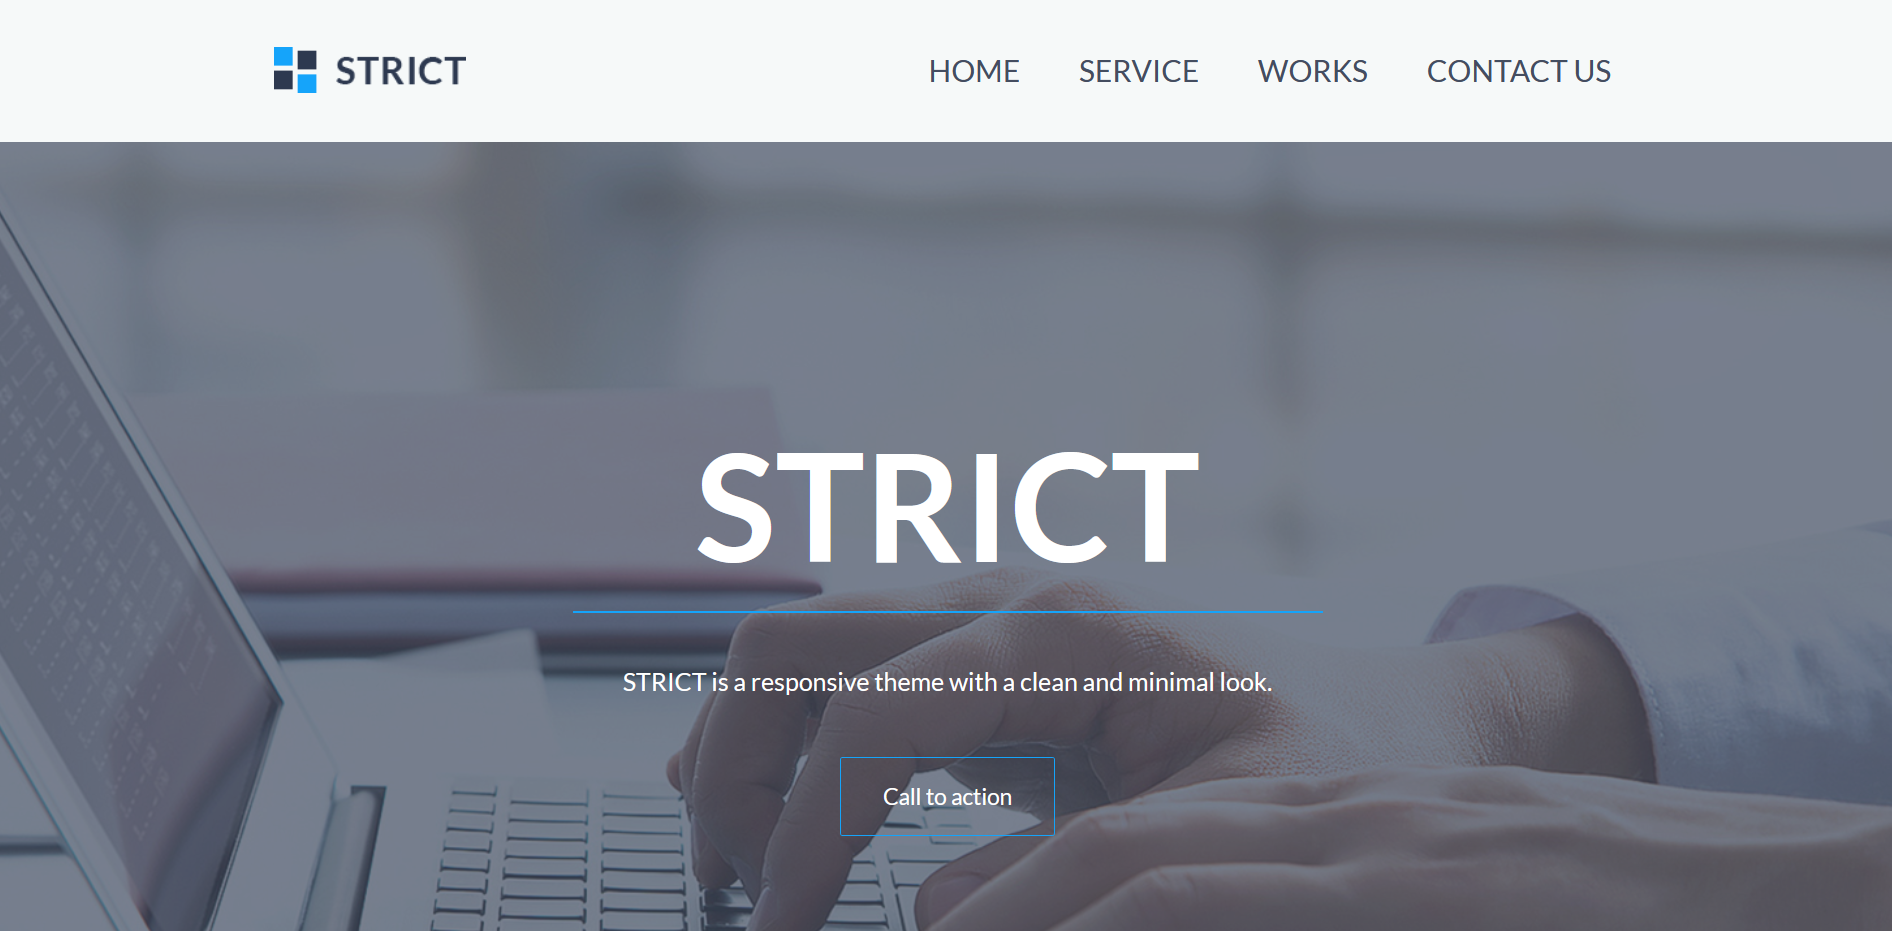 STRICT
HOME SERVICE WORKS CONTACT US
STRICT
STRICT is a responsive theme with a clean and minimal look.
Call to action